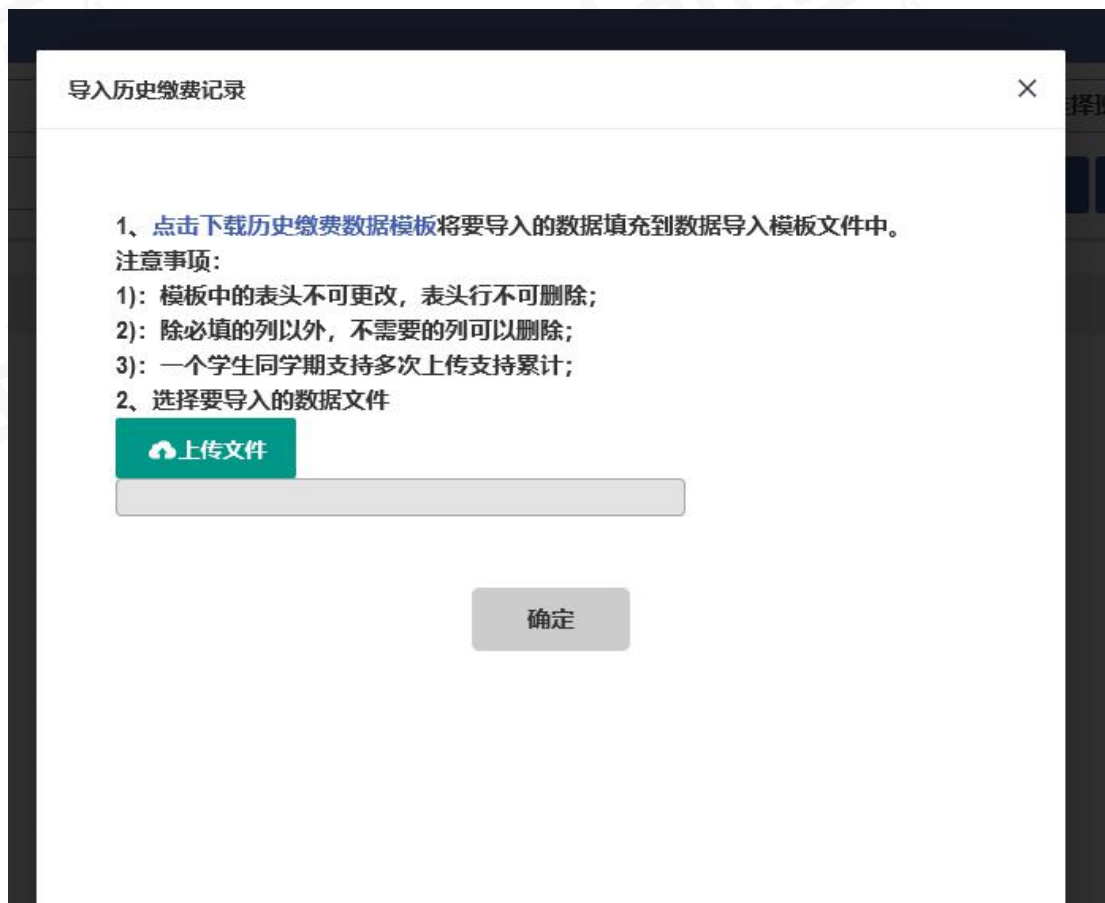 导入历史缴费记录
1、点击下载历史缴费数据模板将要导入的数据填充到数据导入模板文件中。
注意事项：
1)：模板中的表头不可更改，表头行不可删除；
2)：除必填的列以外，不需要的列可以删除；
3)：一个学生同学期支持多次上传支持累计；
2、选择要导入的数据文件
上传文件
确定